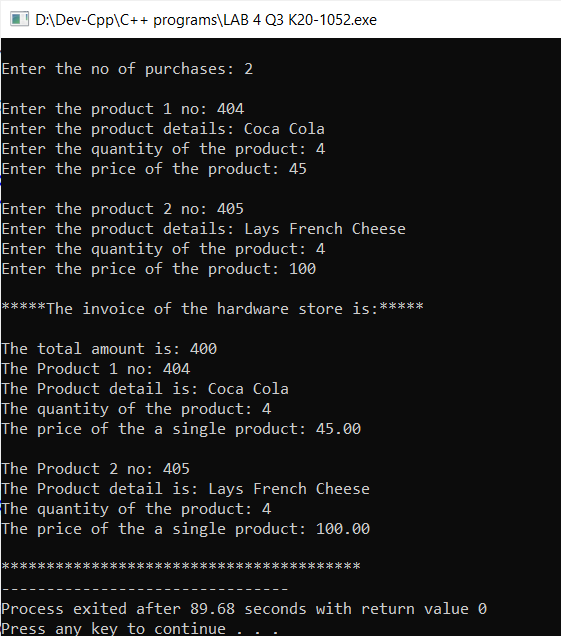 D:\Dev-Cpp\C++ programs\LAB 4 Q3 K20-1052.exe
Enter the no of purchases: 2
Enter the product 1 no: 404
Enter the product details: Coca Cola
Enter the quantity of the product: 4
Enter the price of the product: 45
Enter the product 2 no: 405
Enter the product details: Lays French Cheese
Enter the quantity of the product: 4
Enter the price of the product: 100
*****The invoice of the hardware store is:*****
The total amount is: 400
The Product 1 no: 404
The Product detail is: Coca Cola
The quantity of the product: 4
The price of the a single product: 45.00
The Product 2 no: 405
The Product detail is: Lays French Cheese
The quantity of the product: 4
The price of the a single product: 100.00
****************************************
--------------------------------
Process exited after 89.68 seconds with return value 0
Press any key to continue . . .